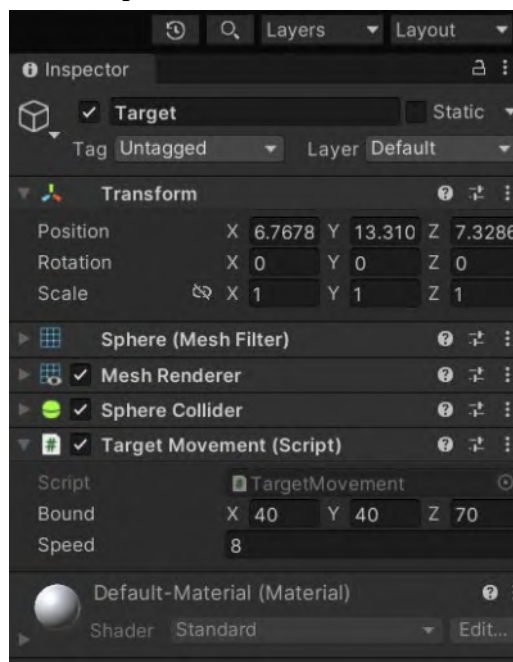 Layers Layout
Inspector
Target Static
Tag Untagged Layer Default
Transform
Position X 6.7678 Y 13.310 Z 7.3286
Rotation X 0 Y 0 Z 0
Scale X 1 Y 1 Z 1
Sphere (Mesh Filter)
Mesh Renderer
Sphere Collider
# Target Movement (Script)
Script TargetMovement
Bound X 40 Y 40 Z 70
Speed 8
Default-Material (Material)
Shader Standard Edit...